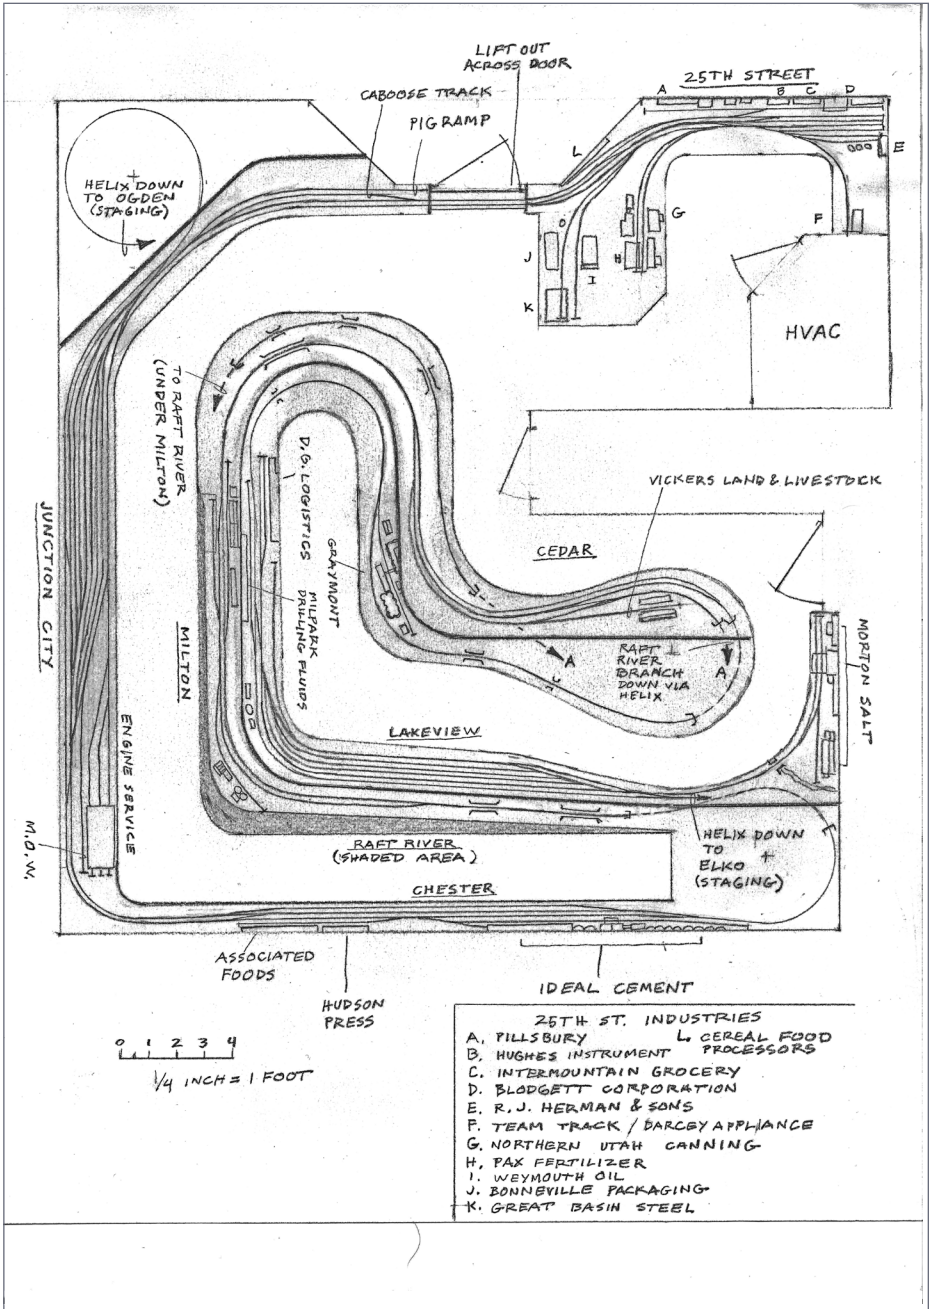 LIFT OUT
ACROSS DOOR
25TH STREET
CABOOSE TRACK
PIGRAMP
A
B
C
D
L
E
HELIX DOWN
TO OGDEN
(STAGING)
G
F
J
H
I
K
HVAC
TO RAFT RIVER
(UNDER MILTON)
D.G. LOGISTICS
VICKERS LAND & LIVESTOCK
JUNCTION CITY
GRAYMONT
CEDAR
MILPARK
DRILLING FLUIDS
MILTON
RAFT
RIVER
BRANCH
DOWN VIA
HELIX
A
A
MORTON SALT
LAKEVIEW
ENGINE SERVICE
M.O.W.
HELIX DOWN
TO
ELKO
(STAGING)
RAFT RIVER
(SHADED AREA)
CHESTER
ASSOCIATED
FOODS
HUDSON
PRESS
IDEAL CEMENT
0 1 2 3 4
1/4 INCH = 1 FOOT
25TH ST. INDUSTRIES
A. PILLSBURY
B. HUGHES INSTRUMENT
C. INTERMOUNTAIN GROCERY
D. BLODGETT CORPORATION
E. R.J. HERMAN & SONS
F. TEAM TRACK / DARCEY APPLIANCE
G. NORTHERN UTAH CANNING
H. PAX FERTILIZER
I. WEYMOUTH OIL
J. BONNEVILLE PACKAGING
K. GREAT BASIN STEEL
L. CEREAL FOOD
PROCESSORS